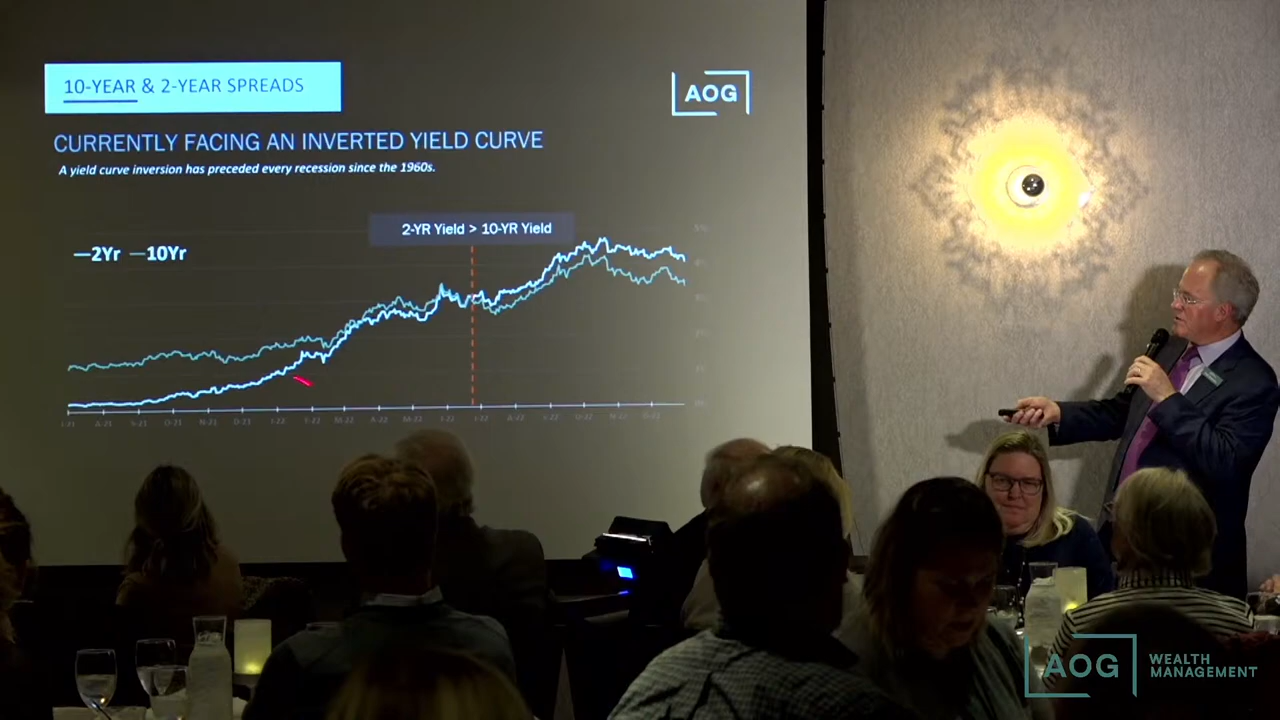 10-YEAR & 2-YEAR SPREADS
AOG
CURRENTLY FACING AN INVERTED YIELD CURVE
A yield curve inversion has preceded every recession since the 1960s.
2-YR Yield > 10-YR Yield
2Yr 10Yr
AOG WEALTH
MANAGEMENT